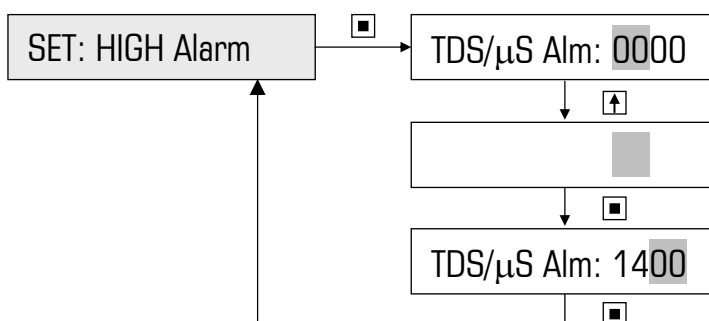 SET: HIGH Alarm
TDS/μS Alm: 0000
TDS/μS Alm: 1400